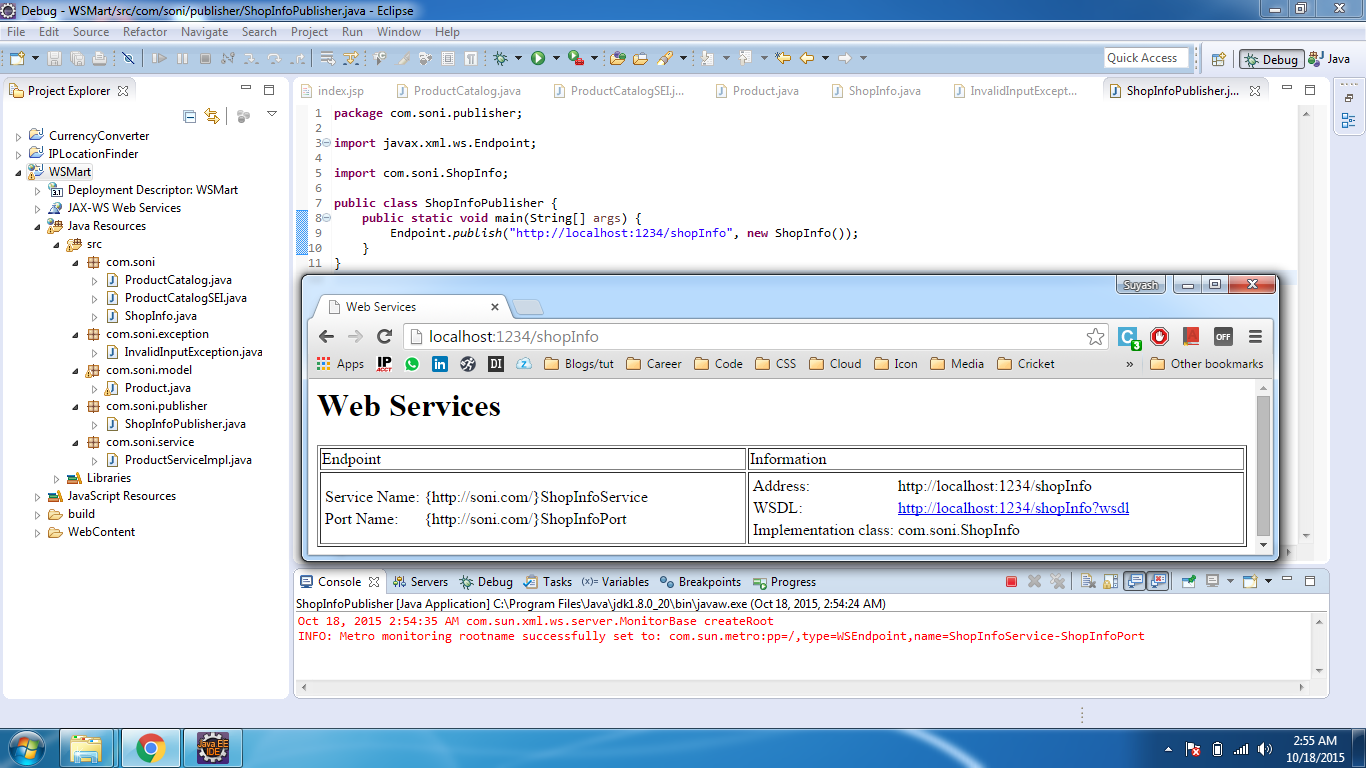 Debug - WSMart/src/com/soni/publisher/ShopInfoPublisher.java - Eclipse
File Edit Source Refactor Navigate Search Project Run Window Help
Quick Access Debug Java
Project Explorer
CurrencyConverter
IPLocationFinder
WSMart
Deployment Descriptor: WSMart
JAX-WS Web Services
Java Resources
src
com.soni
ProductCatalog.java
ProductCatalogSEI.java
ShopInfo.java
com.soni.exception
InvalidInputException.java
com.soni.model
Product.java
com.soni.publisher
ShopInfoPublisher.java
com.soni.service
ProductServiceImpl.java
Libraries
JavaScript Resources
build
WebContent
index.jsp ProductCatalog.java ProductCatalogSEI.j... Product.java ShopInfo.java InvalidInputExcept... ShopInfoPublisher.j...
1 package com.soni.publisher;
2
3 import javax.xml.ws.Endpoint;
4
5 import com.soni.ShopInfo;
6
7 public class ShopInfoPublisher {
8 public static void main(String[] args) {
9 Endpoint.publish("http://localhost:1234/shopInfo", new ShopInfo());
10 }
11 }
Suyash
Web Services
localhost:1234/shopInfo
C 3 OFF
Apps IP ACCT in DI Blogs/tut Career Code CSS Cloud Icon Media Cricket » Other bookmarks
Web Services
Endpoint Information
Service Name: {http://soni.com/}ShopInfoService
Port Name: {http://soni.com/}ShopInfoPort
Address: http://localhost:1234/shopInfo
WSDL: http://localhost:1234/shopInfo?wsdl
Implementation class: com.soni.ShopInfo
Console Servers Debug Tasks (x)= Variables Breakpoints Progress
ShopInfoPublisher [Java Application] C:\Program Files\Java\jdk1.8.0_20\bin\javaw.exe (Oct 18, 2015, 2:54:24 AM)
Oct 18, 2015 2:54:35 AM com.sun.xml.ws.server.MonitorBase createRoot
INFO: Metro monitoring rootname successfully set to: com.sun.metro:pp=/,type=WSEndpoint,name=ShopInfoService-ShopInfoPort
Java EE
IDE
2:55 AM
10/18/2015